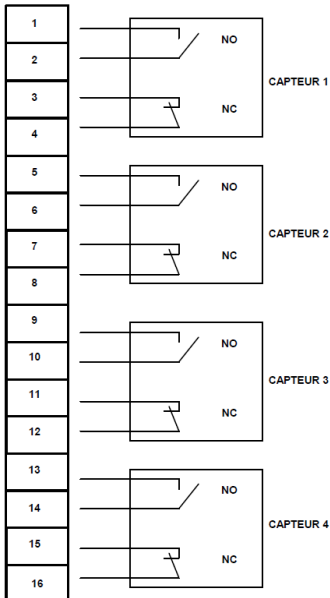 1
NO
2
CAPTEUR 1
3
NC
4
5
NO
6
CAPTEUR 2
7
NC
8
9
NO
10
CAPTEUR 3
11
NC
12
13
NO
14
CAPTEUR 4
15
NC
16